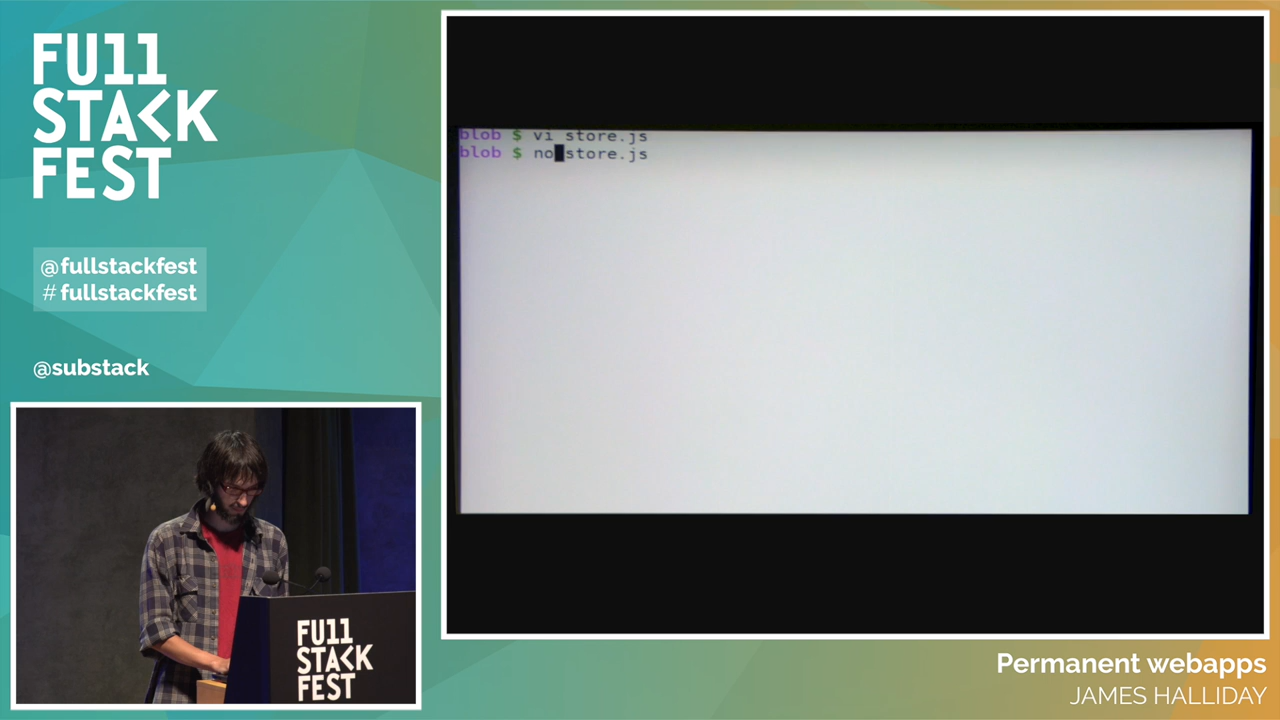 FU11
STACK
FEST
@fullstackfest
# fullstackfest
@substack
blob $ vi store.js
blob $ no store.js
FU11
STACK
FEST
Permanent webapps
JAMES HALLIDAY